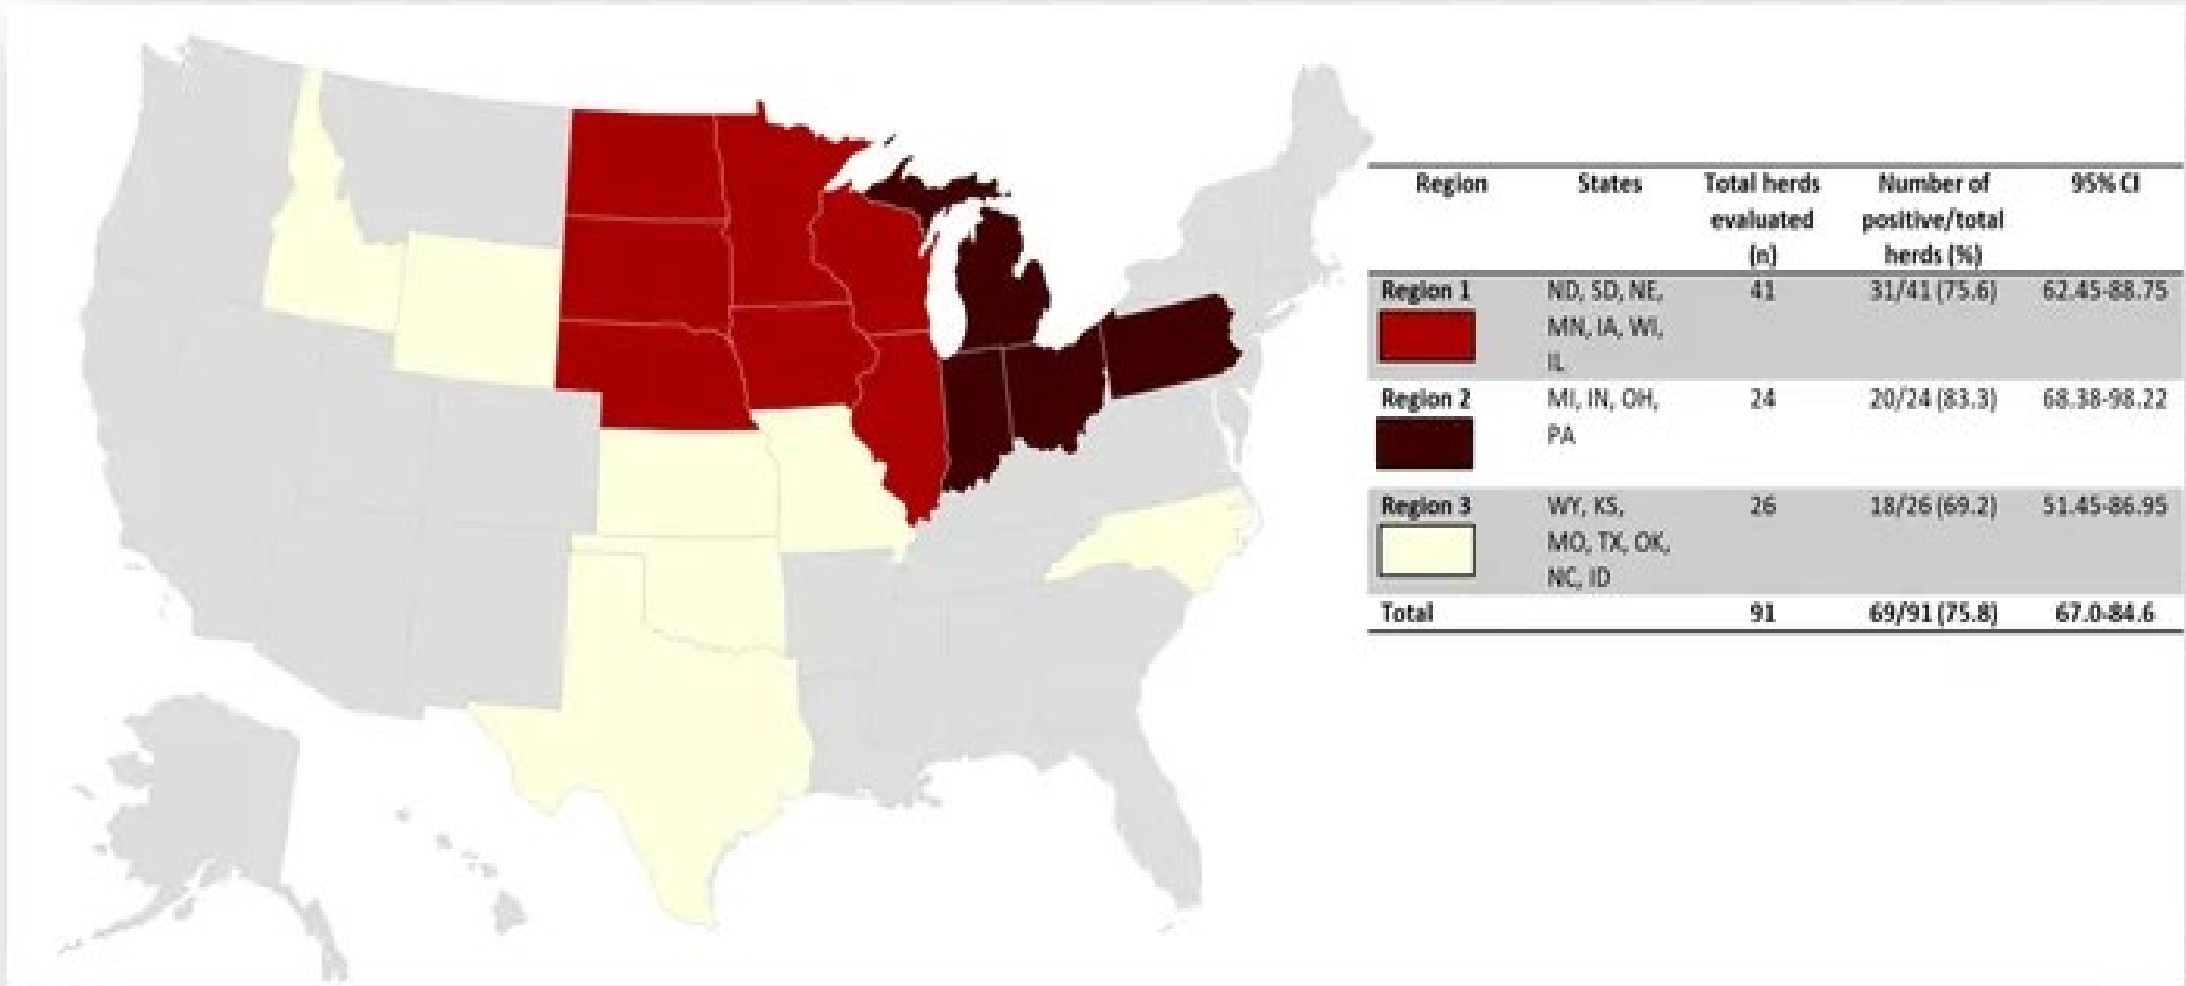 Region States Total herds evaluated (n) Number of positive/total herds (%) 95% CI
Region 1 ND, SD, NE, MN, IA, WI, IL 41 31/41 (75.6) 62.45-88.75
Region 2 MI, IN, OH, PA 24 20/24 (83.3) 68.38-98.22
Region 3 WY, KS, MO, TX, OK, NC, ID 26 18/26 (69.2) 51.45-86.95
Total 91 69/91 (75.8) 67.0-84.6